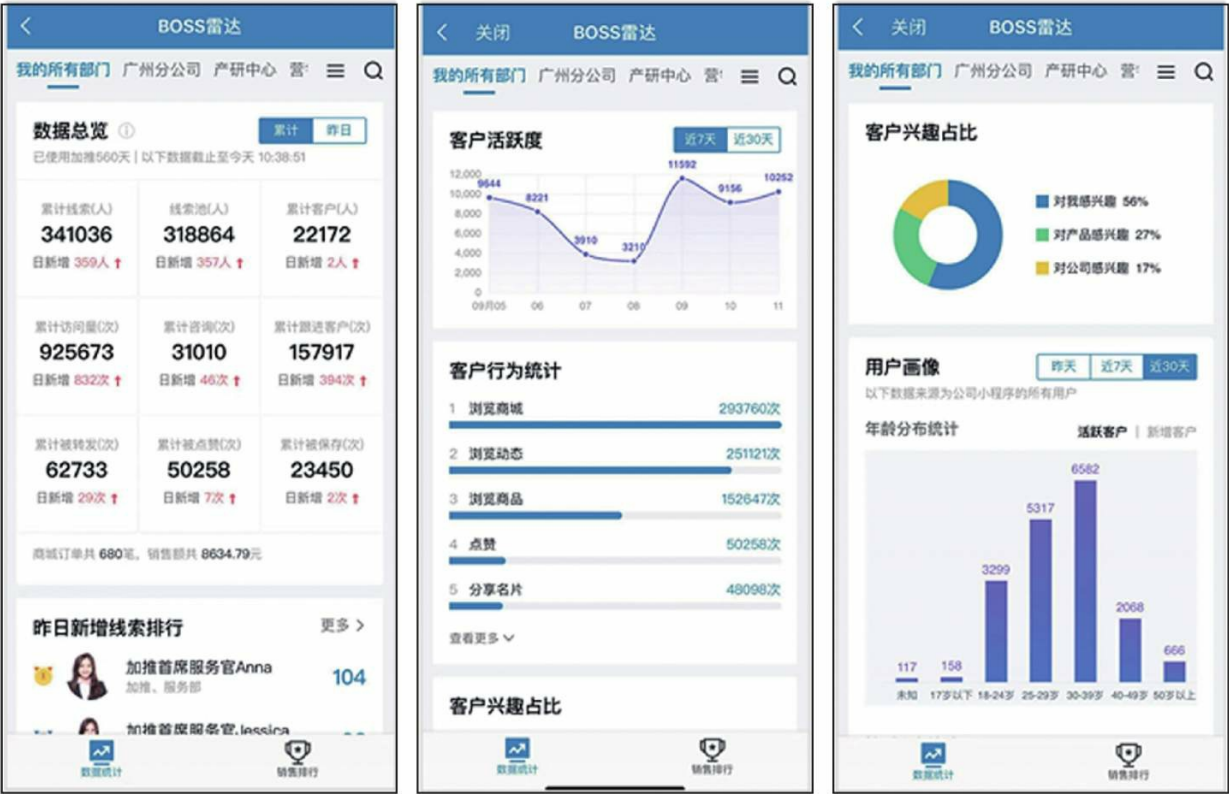 BOSS雷达
我的所有部门 广州分公司 产研中心 营
数据总览
累计 昨日
已使用加推560天 | 以下数据截止至今天 10:38:51
累计线索(人) 线索池(人) 累计客户(人)
341036 318864 22172
日新增 359人 日新增 357人 日新增 2人
累计访问量(次) 累计咨询(次) 累计跟进客户(次)
925673 31010 157917
日新增 832次 日新增 46次 日新增 394次
累计被转发(次) 累计被点赞(次) 累计被保存(次)
62733 50258 23450
日新增 29次 日新增 7次 日新增 2次
商城订单共 680笔, 销售额共 8634.79元
昨日新增线索排行 更多 >
加推首席服务官Anna
加推、服务部
104
加推首席服务官Jessica
数据统计 销售排行
关闭 BOSS雷达
我的所有部门 广州分公司 产研中心 营
客户活跃度
近7天 近30天
12,000
10,000
8,000
6,000
4,000
2,000
0
9644
8221
3910
3210
11592
9156
10252
09月05 06 07 08 09 10 11
客户行为统计
1 浏览商城 293760次
2 浏览动态 251121次
3 浏览商品 152647次
4 点赞 50258次
5 分享名片 48098次
查看更多
客户兴趣占比
数据统计 销售排行
关闭 BOSS雷达
我的所有部门 广州分公司 产研中心 营
客户兴趣占比
对我感兴趣 56%
对产品感兴趣 27%
对公司感兴趣 17%
用户画像
昨天 近7天 近30天
以下数据来源为公司小程序的所有用户
年龄分布统计
活跃客户 | 新增客户
117 158 3299 5317 6582 2068 666
未知 17岁以下 18-24岁 25-29岁 30-39岁 40-49岁 50岁以上
数据统计 销售排行